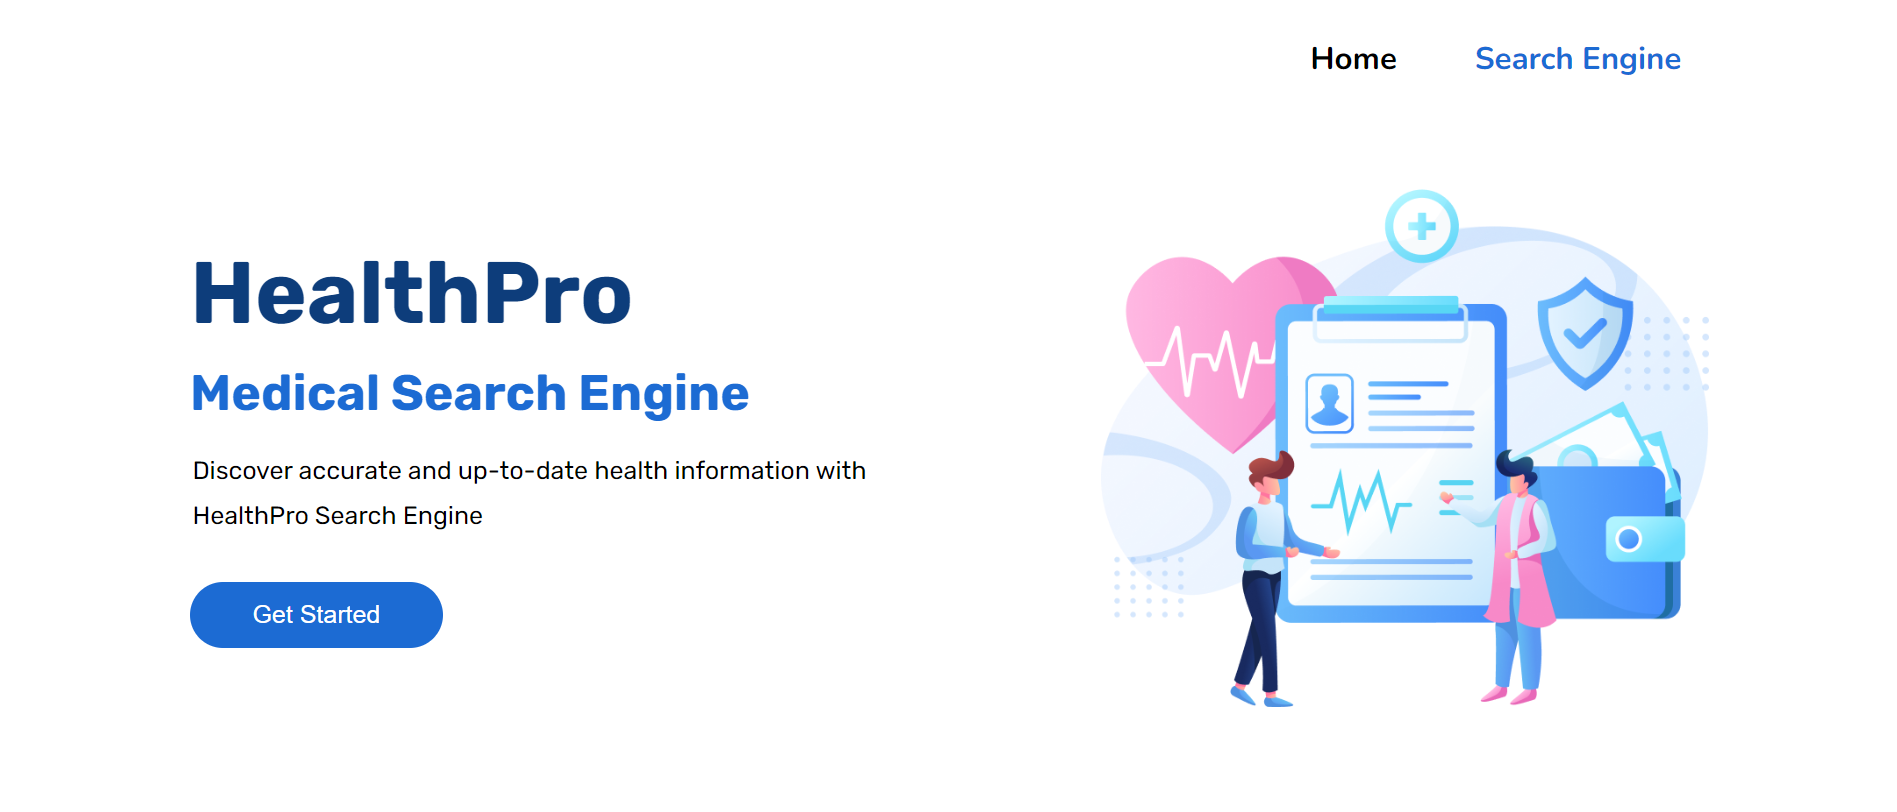 Home Search Engine
HealthPro
Medical Search Engine
Discover accurate and up-to-date health information with
HealthPro Search Engine
Get Started